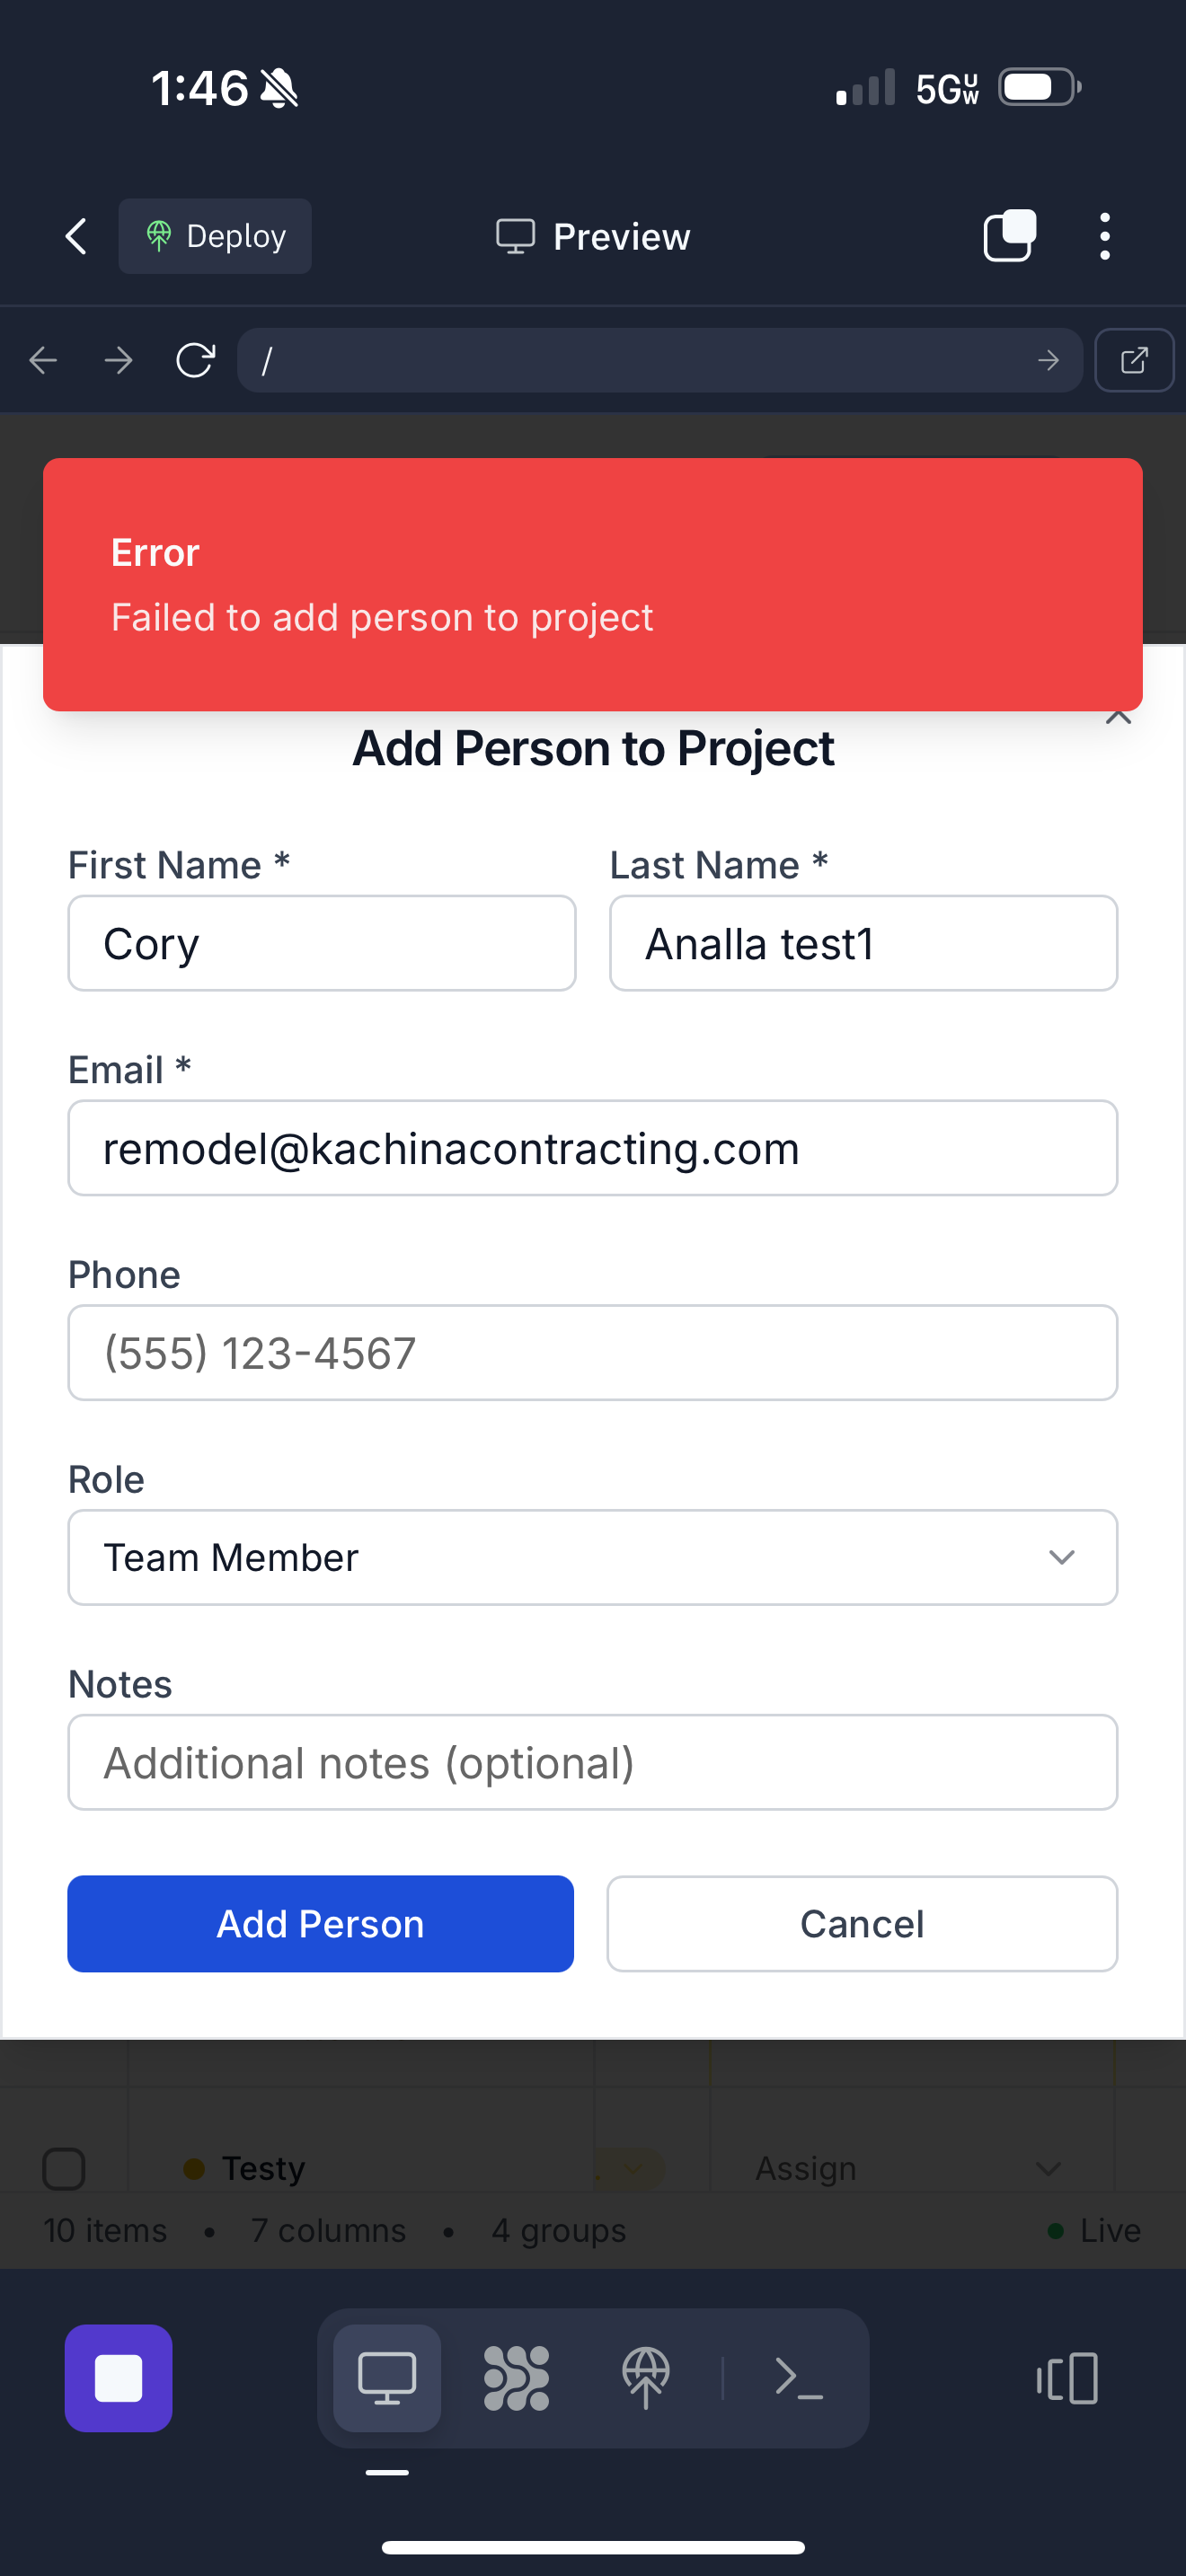 1:46
5GUW
Deploy
Preview
/
Error
Failed to add person to project
Add Person to Project
First Name *
Last Name *
Cory
Analla test1
Email *
remodel@kachinacontracting.com
Phone
(555) 123-4567
Role
Team Member
Notes
Additional notes (optional)
Add Person
Cancel
Testy
Assign
10 items • 7 columns • 4 groups
Live